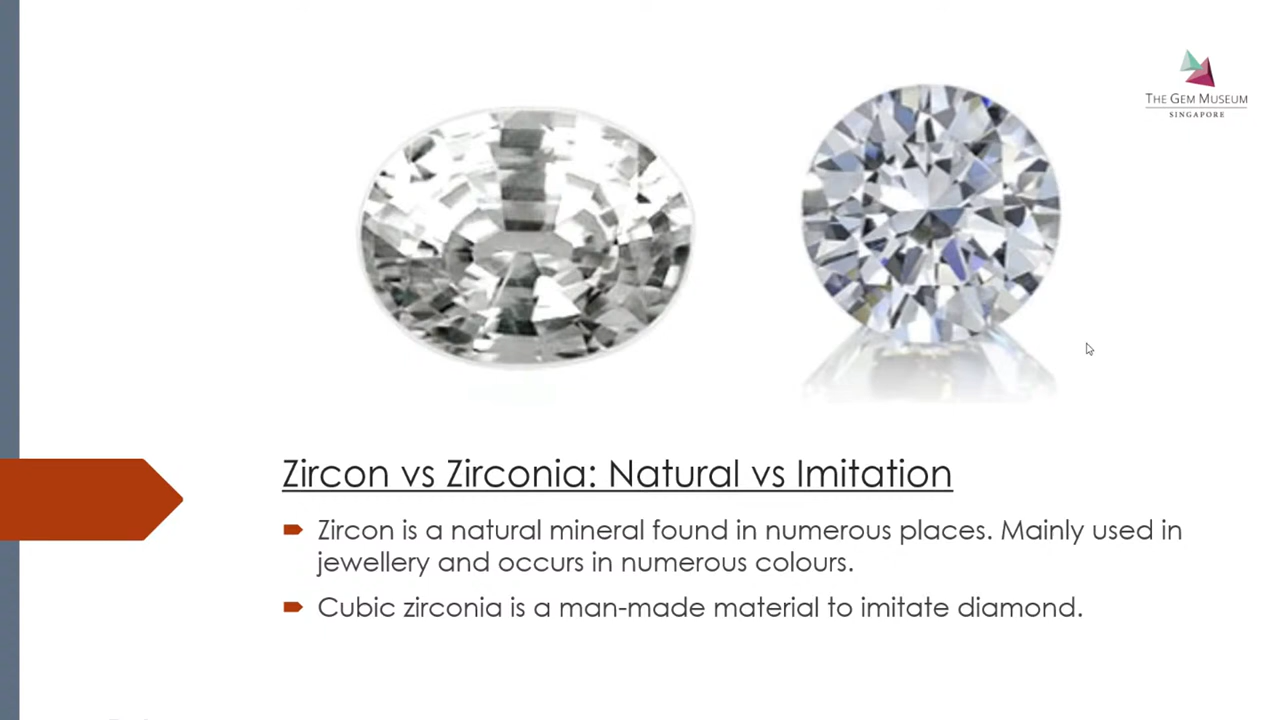 THE GEM MUSEUM
SINGAPORE
Zircon vs Zirconia: Natural vs Imitation
Zircon is a natural mineral found in numerous places. Mainly used in
jewellery and occurs in numerous colours.
Cubic zirconia is a man-made material to imitate diamond.